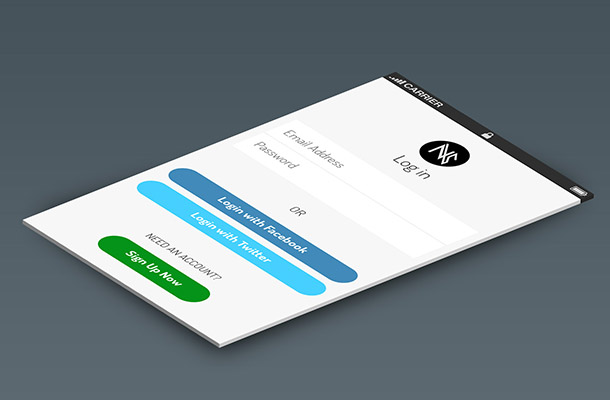 CARRIER
Log in
Email Address
Password
OR
Login with Facebook
Login with Twitter
NEED AN ACCOUNT?
Sign Up Now